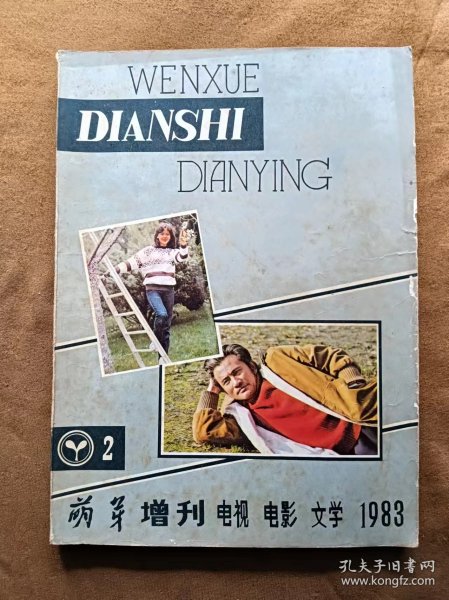 WENXUE
DIANSHI
DIANYING
2
萌芽 增刊 电视 电影 文学 1983
孔夫子旧书网
www.kongfz.com